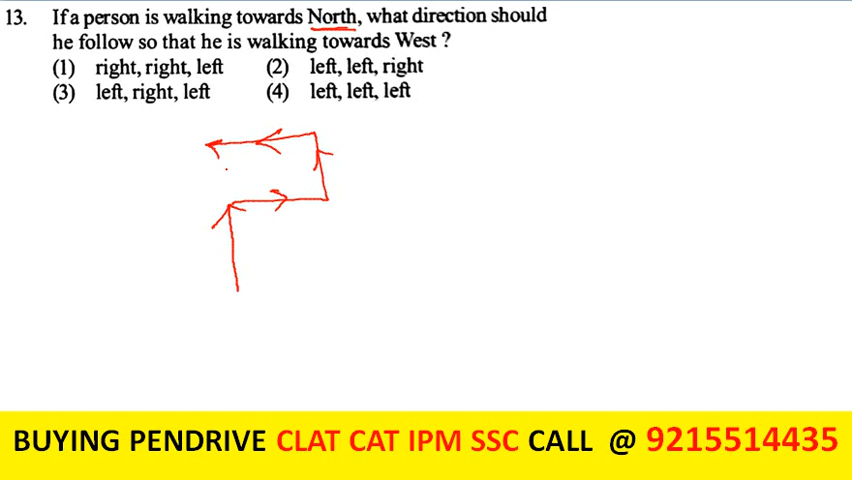 13. If a person is walking towards North, what direction should
he follow so that he is walking towards West ?
(1) right, right, left (2) left, left, right
(3) left, right, left (4) left, left, left
BUYING PENDRIVE CLAT CAT IPM SSC CALL @ 9215514435